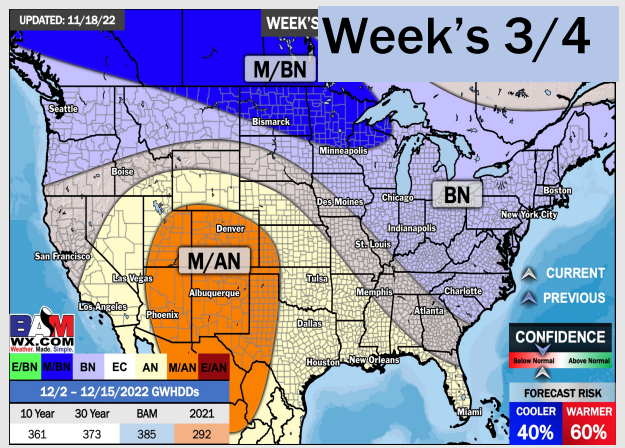 UPDATED: 11/18/22
WEEK'S
Week's 3/4
M/BN
Seattle
Bismarck
Minneapolis
Boise
BN
Boston
Des Moines
Chicago
New York City
Denver
Indianapolis
St. Louis
San Francisco
M/AN
Las Vegas
Tulsa
Albuquerque
Memphis
Charlotte
Los Angeles
Phoenix
Atlanta
Dallas
Houston
New Orleans
Miami
CURRENT
PREVIOUS
BAM
WX.COM
Weather. Made. Simple.
E/BN M/BN BN EC AN M/AN E/AN
12/2 – 12/15/2022 GWHDDs
10 Year 30 Year BAM 2021
361 373 385 292
CONFIDENCE
Below Normal Above Normal
FORECAST RISK
COOLER WARMER
40% 60%